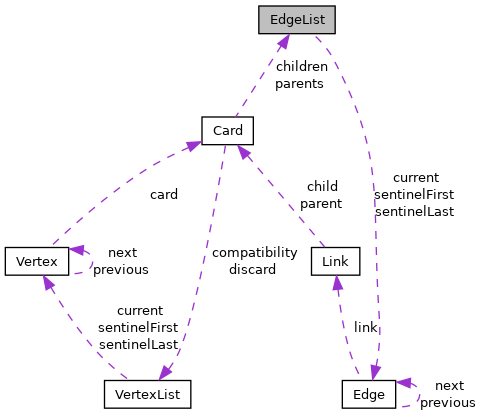 EdgeList
children
parents
Card
current
sentinelFirst
sentinelLast
card
child
parent
Vertex
next
previous
compatibility
discard
Link
current
sentinelFirst
sentinelLast
link
VertexList
Edge
next
previous